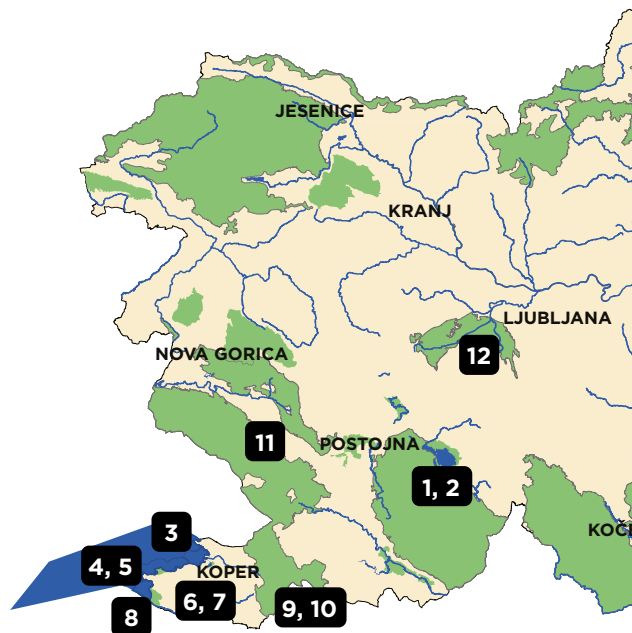 JESENICE
KRANJ
LJUBLJANA
12
NOVA GORICA
11
POSTOJNA
1, 2
KOČE
3
4, 5
KOPER
6, 7
8
9, 10